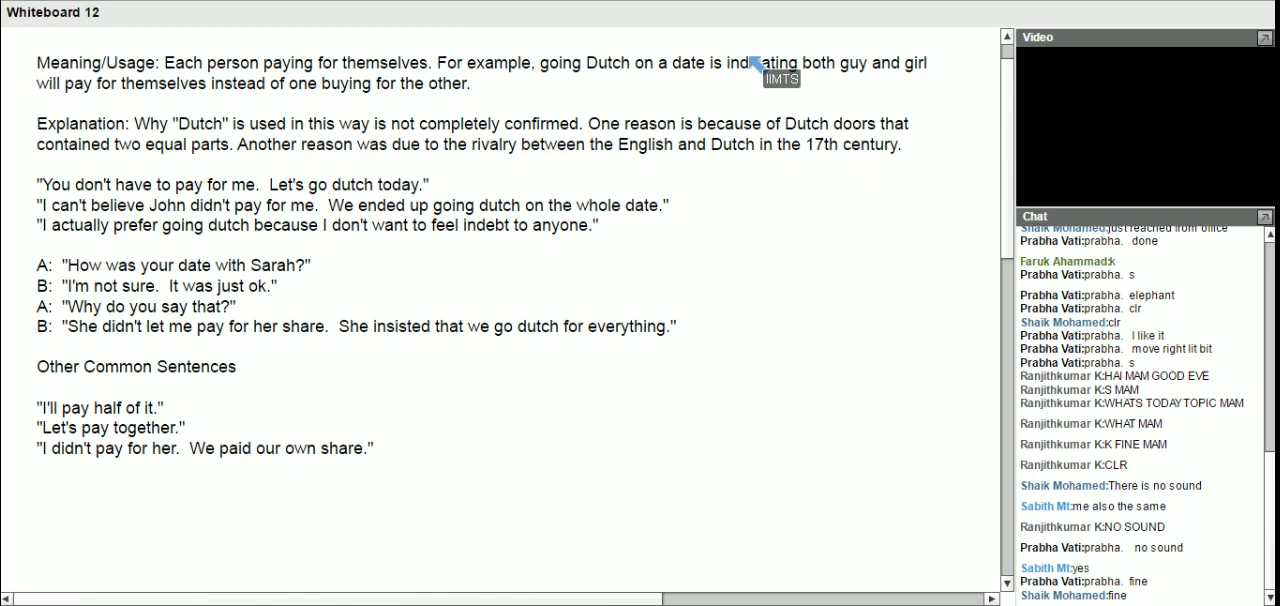 Whiteboard 12
Meaning/Usage: Each person paying for themselves. For example, going Dutch on a date is indicating both guy and girl
will pay for themselves instead of one buying for the other.
IIMTS
Explanation: Why "Dutch" is used in this way is not completely confirmed. One reason is because of Dutch doors that
contained two equal parts. Another reason was due to the rivalry between the English and Dutch in the 17th century.
"You don't have to pay for me.  Let's go dutch today."
"I can't believe John didn't pay for me.  We ended up going dutch on the whole date."
"I actually prefer going dutch because I don't want to feel indebt to anyone."
A:  "How was your date with Sarah?"
B:  "I'm not sure.  It was just ok."
A:  "Why do you say that?"
B:  "She didn't let me pay for her share.  She insisted that we go dutch for everything."
Other Common Sentences
"I'll pay half of it."
"Let's pay together."
"I didn't pay for her.  We paid our own share."
Video
Chat
Shaik Mohamed:just reached from office
Prabha Vati:prabha.  done
Faruk Ahammad:k
Prabha Vati:prabha.  s
Prabha Vati:prabha.  elephant
Prabha Vati:prabha.  clr
Shaik Mohamed:clr
Prabha Vati:prabha.  I like it
Prabha Vati:prabha.  move right lit bit
Prabha Vati:prabha.  s
Ranjithkumar K:HAI MAM GOOD EVE
Ranjithkumar K:S MAM
Ranjithkumar K:WHATS TODAY TOPIC MAM
Ranjithkumar K:WHAT MAM
Ranjithkumar K:K FINE MAM
Ranjithkumar K:CLR
Shaik Mohamed:There is no sound
Sabith Mt:me also the same
Ranjithkumar K:NO SOUND
Prabha Vati:prabha.  no sound
Sabith Mt:yes
Prabha Vati:prabha.  fine
Shaik Mohamed:fine